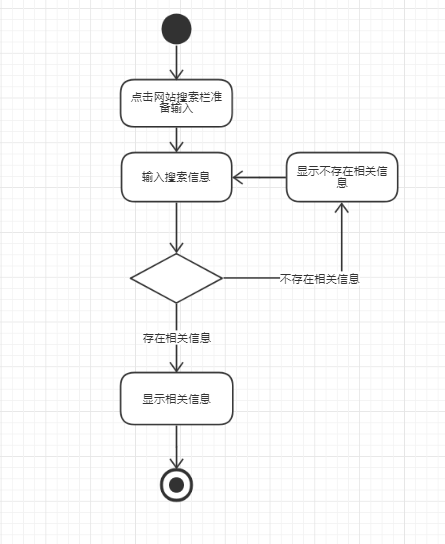 点击网站搜索栏准
备输入
输入搜索信息
显示不存在相关信
息
不存在相关信息
存在相关信息
显示相关信息